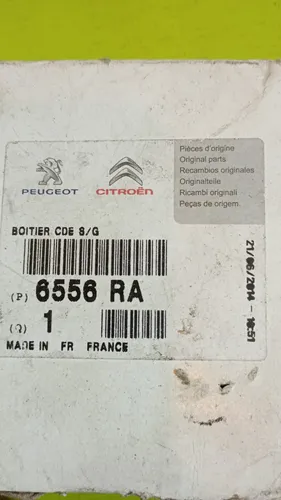 PEUGEOT
CITROËN
Pièces d'origine
Original parts
Recambios originales
Originalteile
Ricambi originali
Peças de origem.
BOITIER CDE S/G
(P) 6556 RA
(Q) 1
MADE IN FR FRANCE
21/06/2014 - 10:51